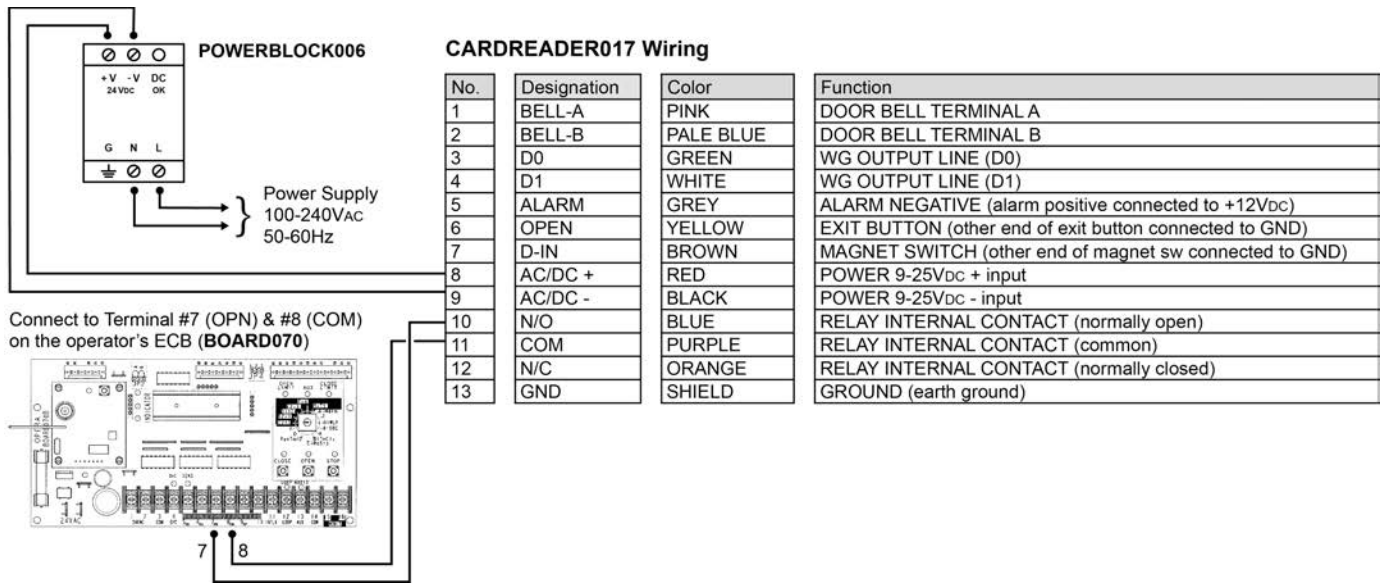 POWERBLOCK006
+V -V DC
24 VDC OK
G N L
Power Supply
100-240VAC
50-60Hz
Connect to Terminal #7 (OPN) & #8 (COM)
on the operator's ECB (BOARD070)
7 8
CARDREADER017 Wiring
No. Designation Color Function
1 BELL-A PINK DOOR BELL TERMINAL A
2 BELL-B PALE BLUE DOOR BELL TERMINAL B
3 D0 GREEN WG OUTPUT LINE (D0)
4 D1 WHITE WG OUTPUT LINE (D1)
5 ALARM GREY ALARM NEGATIVE (alarm positive connected to +12VDC)
6 OPEN YELLOW EXIT BUTTON (other end of exit button connected to GND)
7 D-IN BROWN MAGNET SWITCH (other end of magnet sw connected to GND)
8 AC/DC + RED POWER 9-25VDC + input
9 AC/DC - BLACK POWER 9-25VDC - input
10 N/O BLUE RELAY INTERNAL CONTACT (normally open)
11 COM PURPLE RELAY INTERNAL CONTACT (common)
12 N/C ORANGE RELAY INTERNAL CONTACT (normally closed)
13 GND SHIELD GROUND (earth ground)
INDICATOR
CLOSE OPEN STOP
24VAC